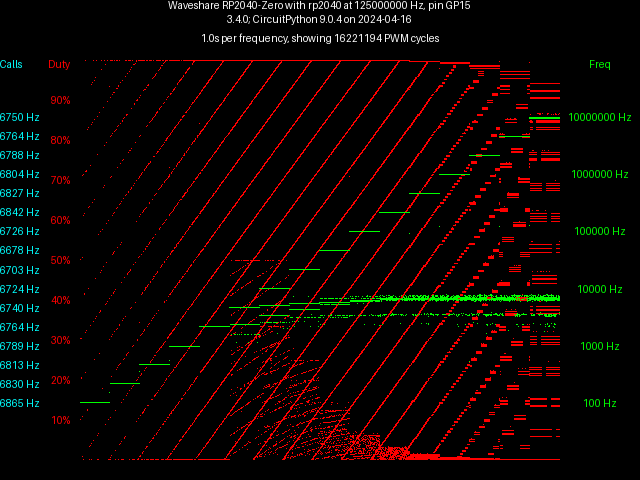 Waveshare RP2040-Zero with rp2040 at 125000000 Hz, pin GP15
3.4.0; CircuitPython 9.0.4 on 2024-04-16
1.0s per frequency, showing 16221194 PWM cycles
Calls Duty Freq
90%
6750 Hz 10000000 Hz
6764 Hz 80%
6788 Hz
6804 Hz 70% 1000000 Hz
6827 Hz
6842 Hz 60%
6726 Hz 100000 Hz
6678 Hz
6703 Hz 50%
6724 Hz 10000 Hz
6740 Hz 40%
6764 Hz 30%
6789 Hz 1000 Hz
6813 Hz 20%
6830 Hz
6865 Hz 100 Hz
10%